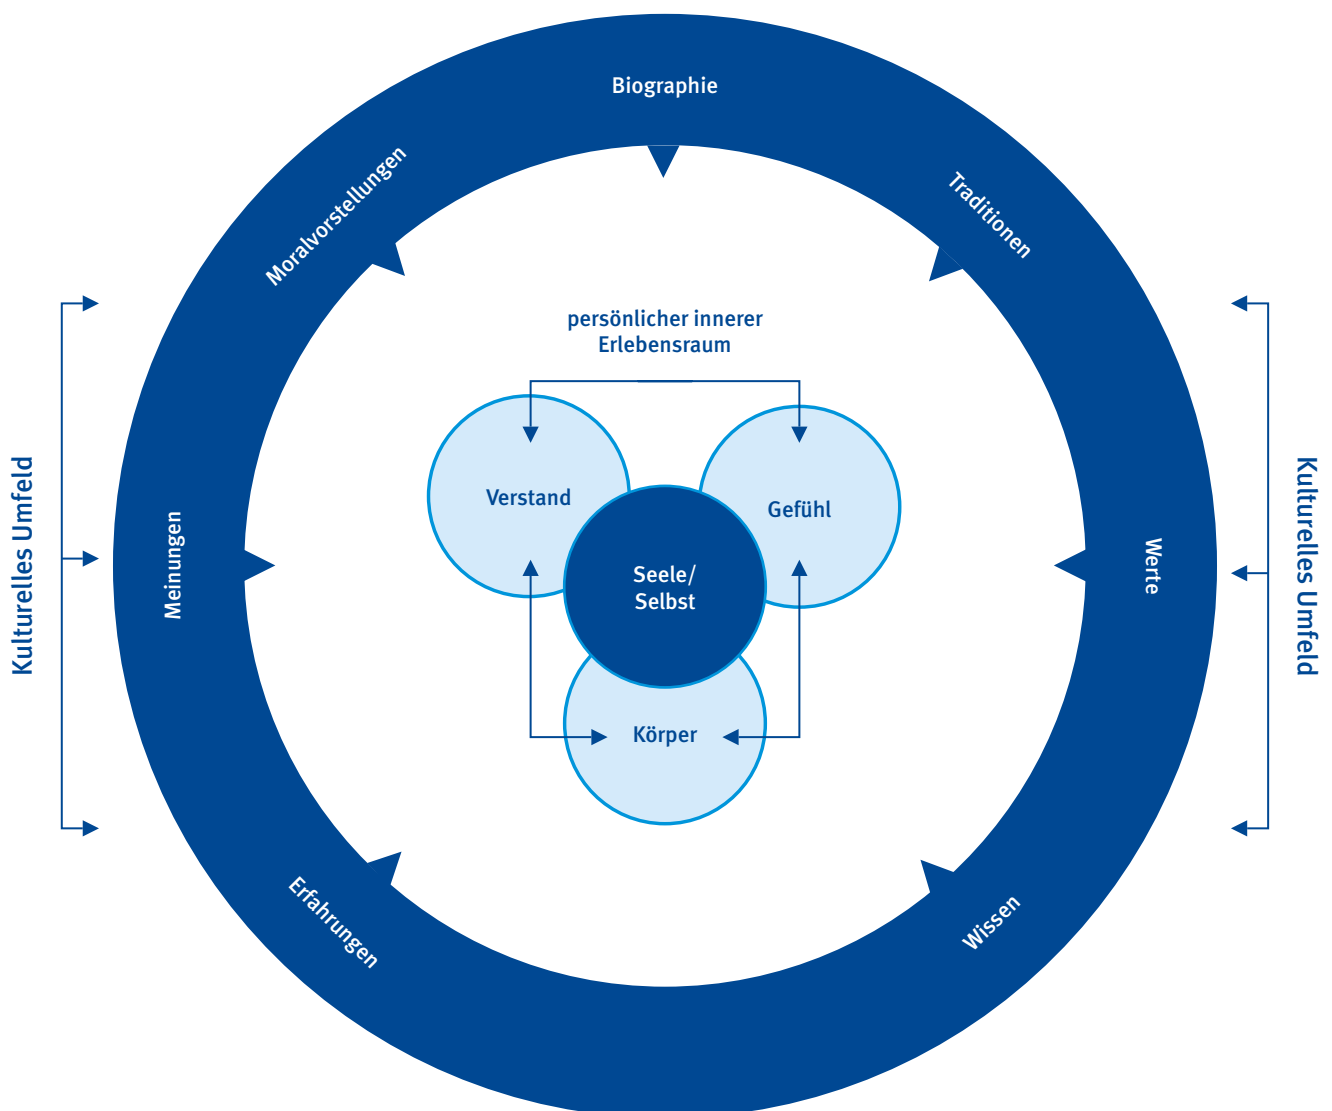 Biographie
Moralvorstellungen
Traditionen
persönlicher innerer
Erlebensraum
Kulturelles Umfeld
Meinungen
Verstand
Gefühl
Seele/
Selbst
Körper
Werte
Kulturelles Umfeld
Erfahrungen
Wissen